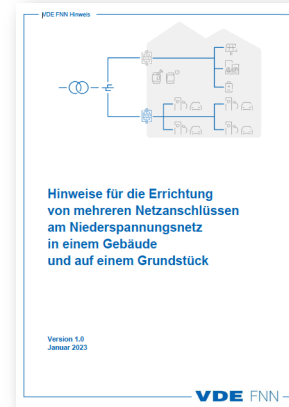 VDE FNN Hinweis
Hinweise für die Errichtung
von mehreren Netzanschlüssen
am Niederspannungsnetz
in einem Gebäude
und auf einem Grundstück
Version 1.0
Januar 2023
VDE FNN